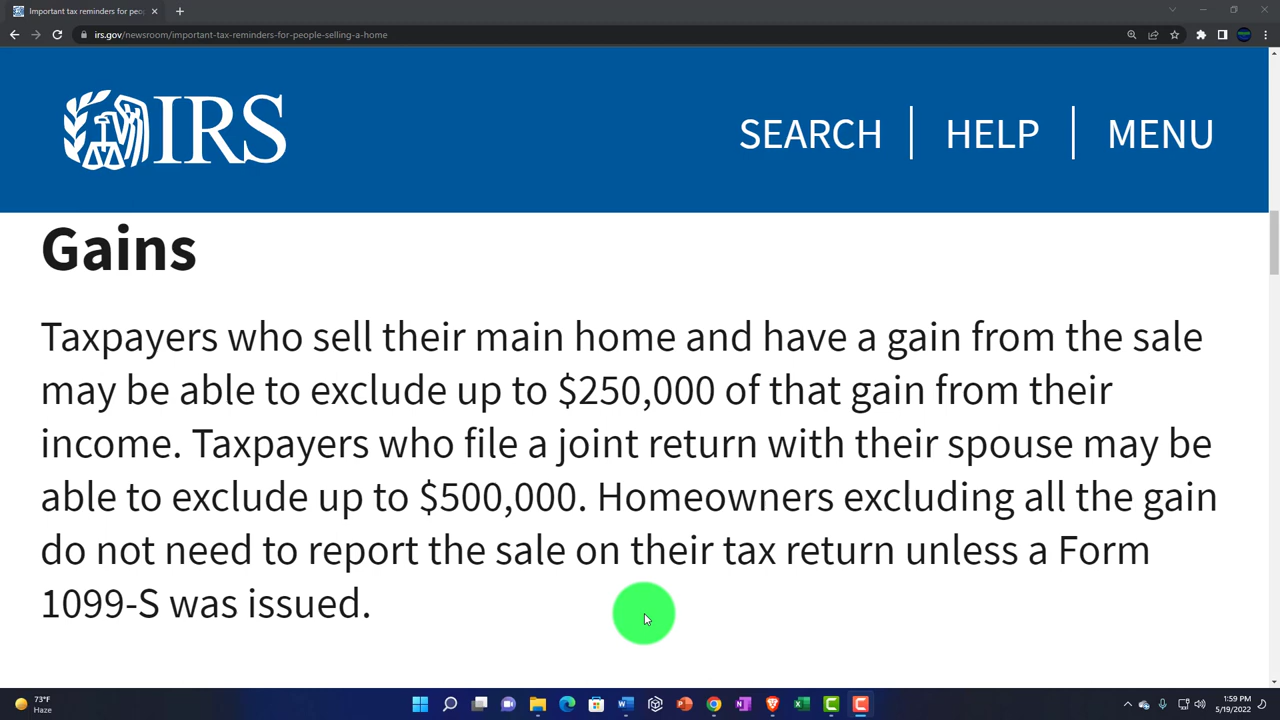 Important tax reminders for peo
irs.gov/newsroom/important-tax-reminders-for-people-selling-a-home
IRS
SEARCH
HELP
MENU
Gains
Taxpayers who sell their main home and have a gain from the sale
may be able to exclude up to $250,000 of that gain from their
income. Taxpayers who file a joint return with their spouse may be
able to exclude up to $500,000. Homeowners excluding all the gain
do not need to report the sale on their tax return unless a Form
1099-S was issued.
73°F
Haze
1:59 PM
5/19/2022